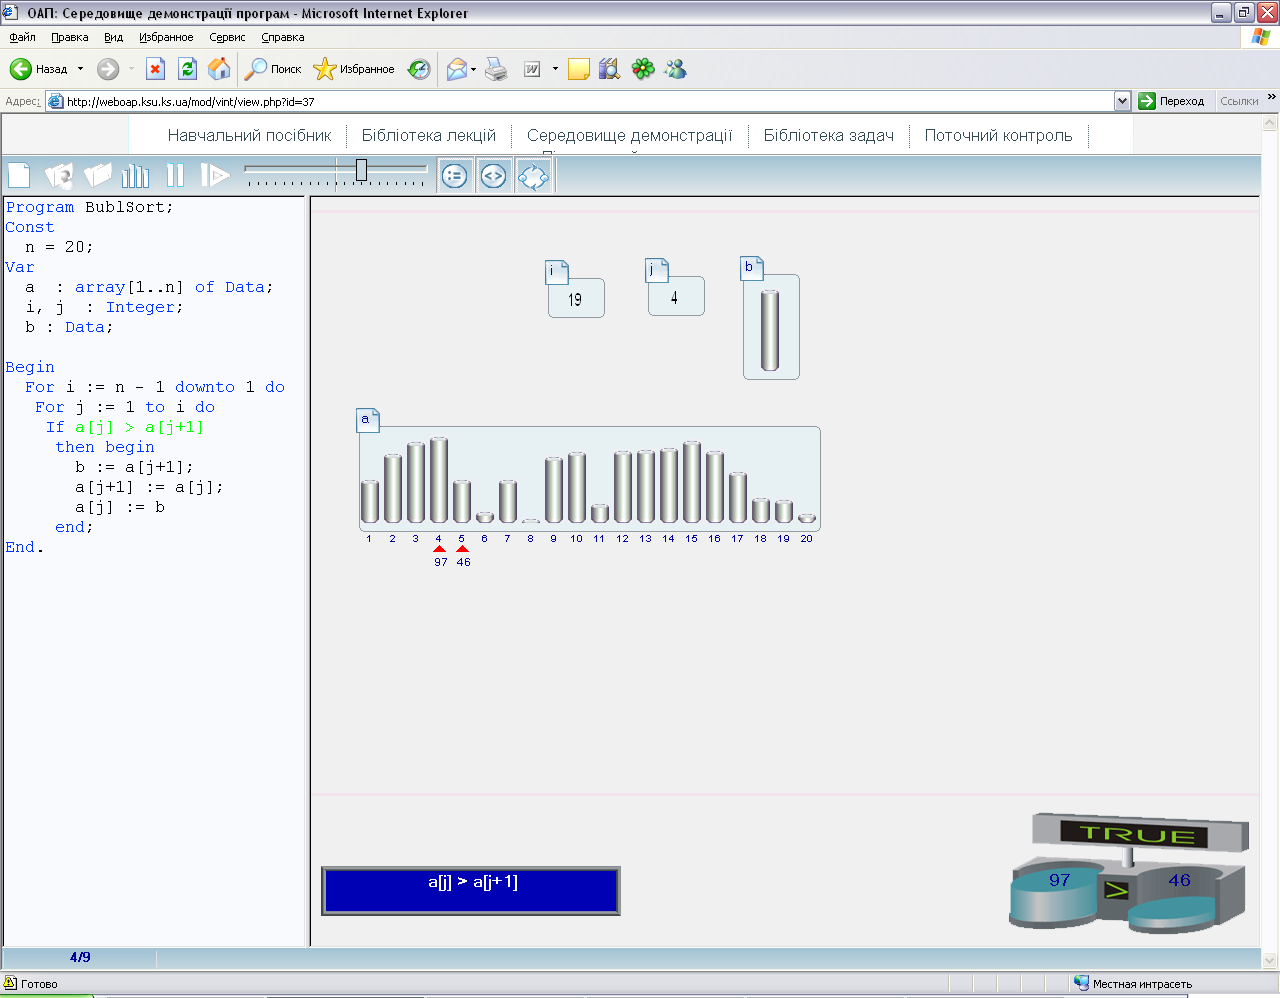 ОАП: Середовище демонстрації програм - Microsoft Internet Explorer
Файл Правка Вид Избранное Сервис Справка
Назад Поиск Избранное
Адрес: http://weboap.ksu.ks.ua/mod/vint/view.php?id=37 Переход Ссылки »
Навчальний посібник Бібліотека лекцій Середовище демонстрації Бібліотека задач Поточний контроль
:= <>
Program BublSort;
Const
n = 20;
Var
a : array[1..n] of Data;
i, j : Integer;
b : Data;
Begin
For i := n - 1 downto 1 do
For j := 1 to i do
If a[j] > a[j+1]
then begin
b := a[j+1];
a[j+1] := a[j];
a[j] := b
end;
End.
i j b
19 4
a
1 2 3 4 5 6 7 8 9 10 11 12 13 14 15 16 17 18 19 20
97 46
TRUE
a[j] > a[j+1]
97 > 46
4/9
Готово Местная интрасеть